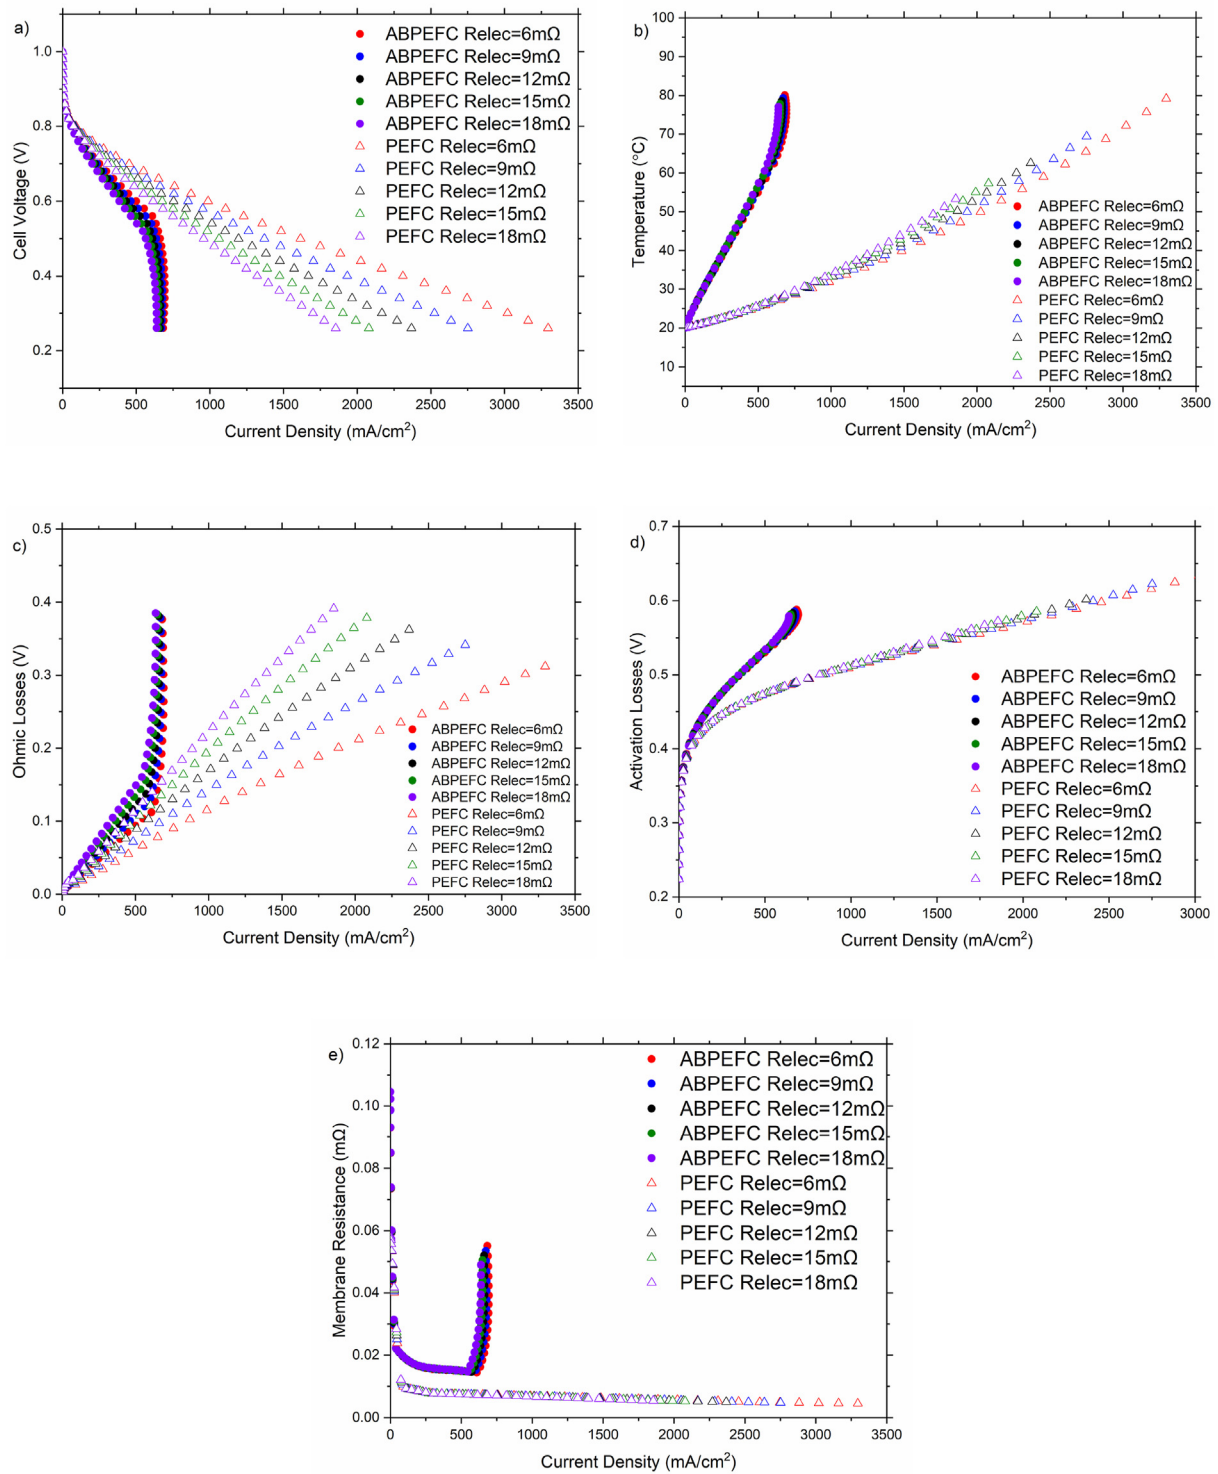 a)
ABPEFC Relec=6mΩ
ABPEFC Relec=9mΩ
ABPEFC Relec=12mΩ
ABPEFC Relec=15mΩ
ABPEFC Relec=18mΩ
PEFC Relec=6mΩ
PEFC Relec=9mΩ
PEFC Relec=12mΩ
PEFC Relec=15mΩ
PEFC Relec=18mΩ
1.0
0.8
0.6
0.4
0.2
Cell Voltage (V)
0 500 1000 1500 2000 2500 3000 3500
Current Density (mA/cm²)
b)
100
90
80
70
60
50
40
30
20
10
Temperature (°C)
ABPEFC Relec=6mΩ
ABPEFC Relec=9mΩ
ABPEFC Relec=12mΩ
ABPEFC Relec=15mΩ
ABPEFC Relec=18mΩ
PEFC Relec=6mΩ
PEFC Relec=9mΩ
PEFC Relec=12mΩ
PEFC Relec=15mΩ
PEFC Relec=18mΩ
0 500 1000 1500 2000 2500 3000 3500
Current Density (mA/cm²)
c)
0.5
0.4
0.3
0.2
0.1
0.0
Ohmic Losses (V)
ABPEFC Relec=6mΩ
ABPEFC Relec=9mΩ
ABPEFC Relec=12mΩ
ABPEFC Relec=15mΩ
ABPEFC Relec=18mΩ
PEFC Relec=6mΩ
PEFC Relec=9mΩ
PEFC Relec=12mΩ
PEFC Relec=15mΩ
PEFC Relec=18mΩ
0 500 1000 1500 2000 2500 3000 3500
Current Density (mA/cm²)
d)
0.7
0.6
0.5
0.4
0.3
0.2
Activation Losses (V)
ABPEFC Relec=6mΩ
ABPEFC Relec=9mΩ
ABPEFC Relec=12mΩ
ABPEFC Relec=15mΩ
ABPEFC Relec=18mΩ
PEFC Relec=6mΩ
PEFC Relec=9mΩ
PEFC Relec=12mΩ
PEFC Relec=15mΩ
PEFC Relec=18mΩ
0 500 1000 1500 2000 2500 3000
Current Density (mA/cm²)
e)
0.12
0.10
0.08
0.06
0.04
0.02
0.00
Membrane Resistance (mΩ)
ABPEFC Relec=6mΩ
ABPEFC Relec=9mΩ
ABPEFC Relec=12mΩ
ABPEFC Relec=15mΩ
ABPEFC Relec=18mΩ
PEFC Relec=6mΩ
PEFC Relec=9mΩ
PEFC Relec=12mΩ
PEFC Relec=15mΩ
PEFC Relec=18mΩ
0 500 1000 1500 2000 2500 3000 3500
Current Density (mA/cm²)